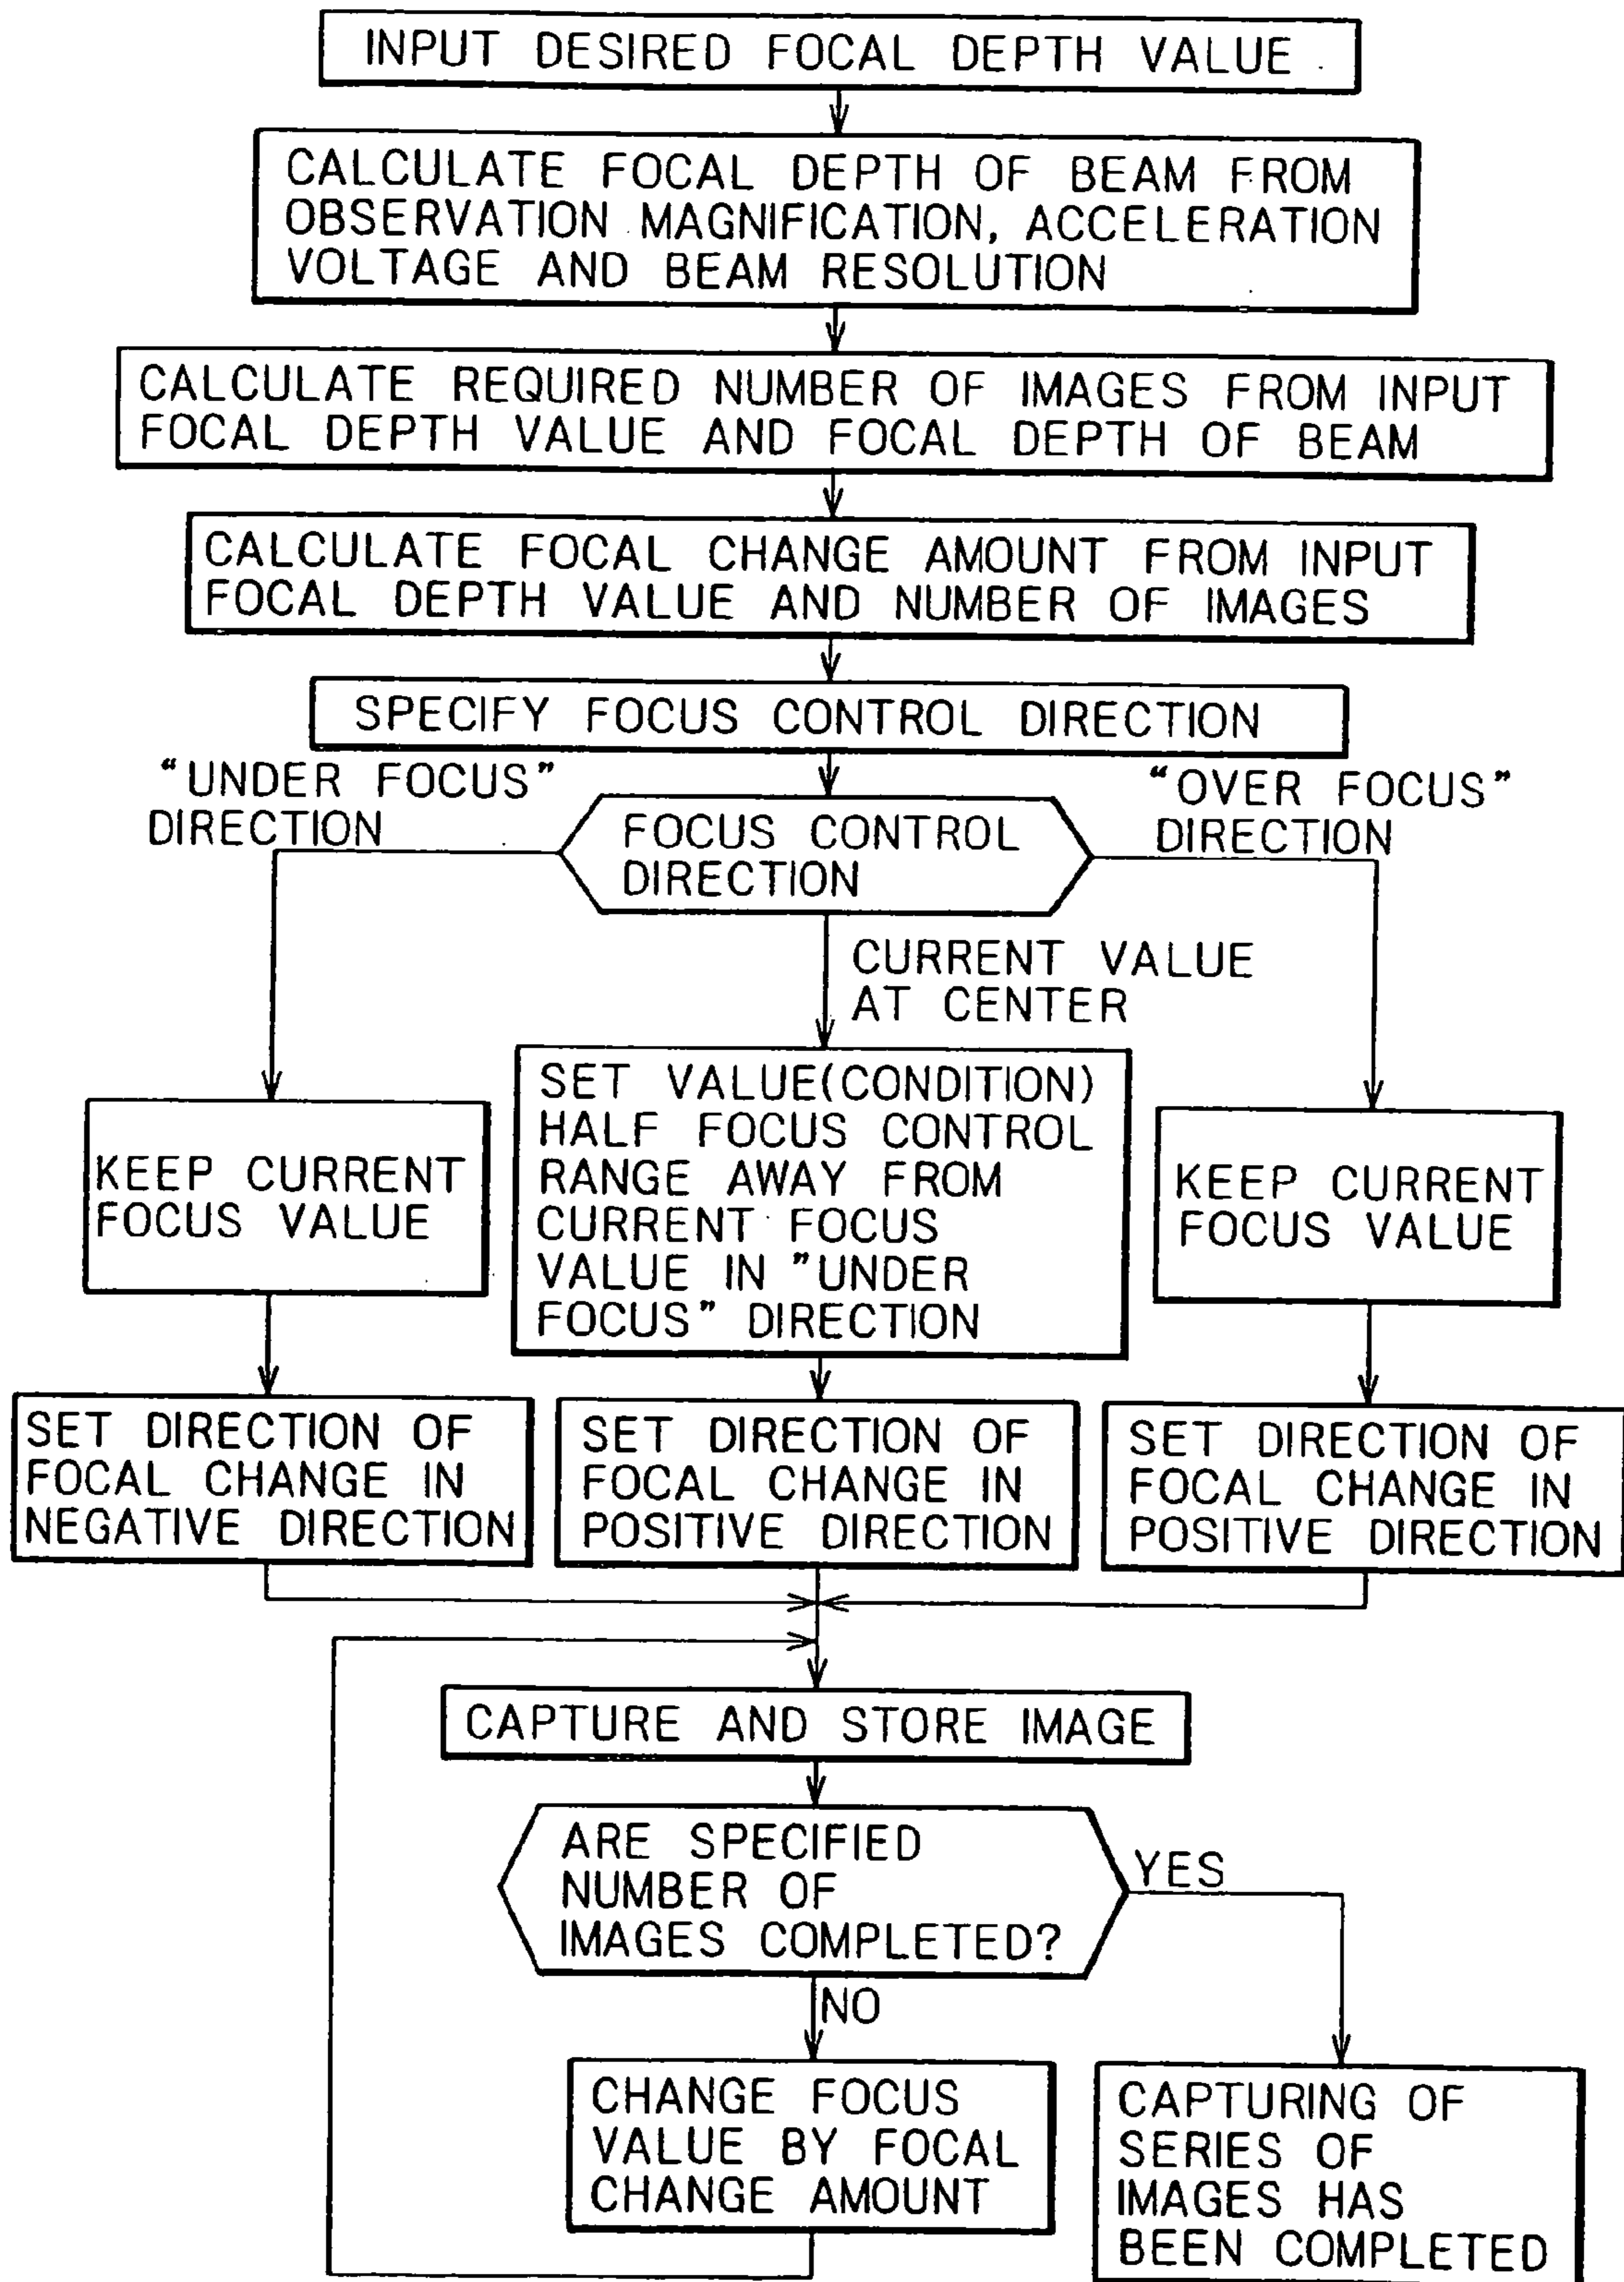 INPUT DESIRED FOCAL DEPTH VALUE
CALCULATE FOCAL DEPTH OF BEAM FROM
OBSERVATION MAGNIFICATION, ACCELERATION
VOLTAGE AND BEAM RESOLUTION
CALCULATE REQUIRED NUMBER OF IMAGES FROM INPUT
FOCAL DEPTH VALUE AND FOCAL DEPTH OF BEAM
CALCULATE FOCAL CHANGE AMOUNT FROM INPUT
FOCAL DEPTH VALUE AND NUMBER OF IMAGES
SPECIFY FOCUS CONTROL DIRECTION
“UNDER FOCUS”
DIRECTION
FOCUS CONTROL
DIRECTION
“OVER FOCUS”
DIRECTION
CURRENT VALUE
AT CENTER
KEEP CURRENT
FOCUS VALUE
SET VALUE(CONDITION)
HALF FOCUS CONTROL
RANGE AWAY FROM
CURRENT FOCUS
VALUE IN ”UNDER
FOCUS” DIRECTION
KEEP CURRENT
FOCUS VALUE
SET DIRECTION OF
FOCAL CHANGE IN
NEGATIVE DIRECTION
SET DIRECTION OF
FOCAL CHANGE IN
POSITIVE DIRECTION
SET DIRECTION OF
FOCAL CHANGE IN
POSITIVE DIRECTION
CAPTURE AND STORE IMAGE
ARE SPECIFIED
NUMBER OF
IMAGES COMPLETED?
YES
NO
CHANGE FOCUS
VALUE BY FOCAL
CHANGE AMOUNT
CAPTURING OF
SERIES OF
IMAGES HAS
BEEN COMPLETED